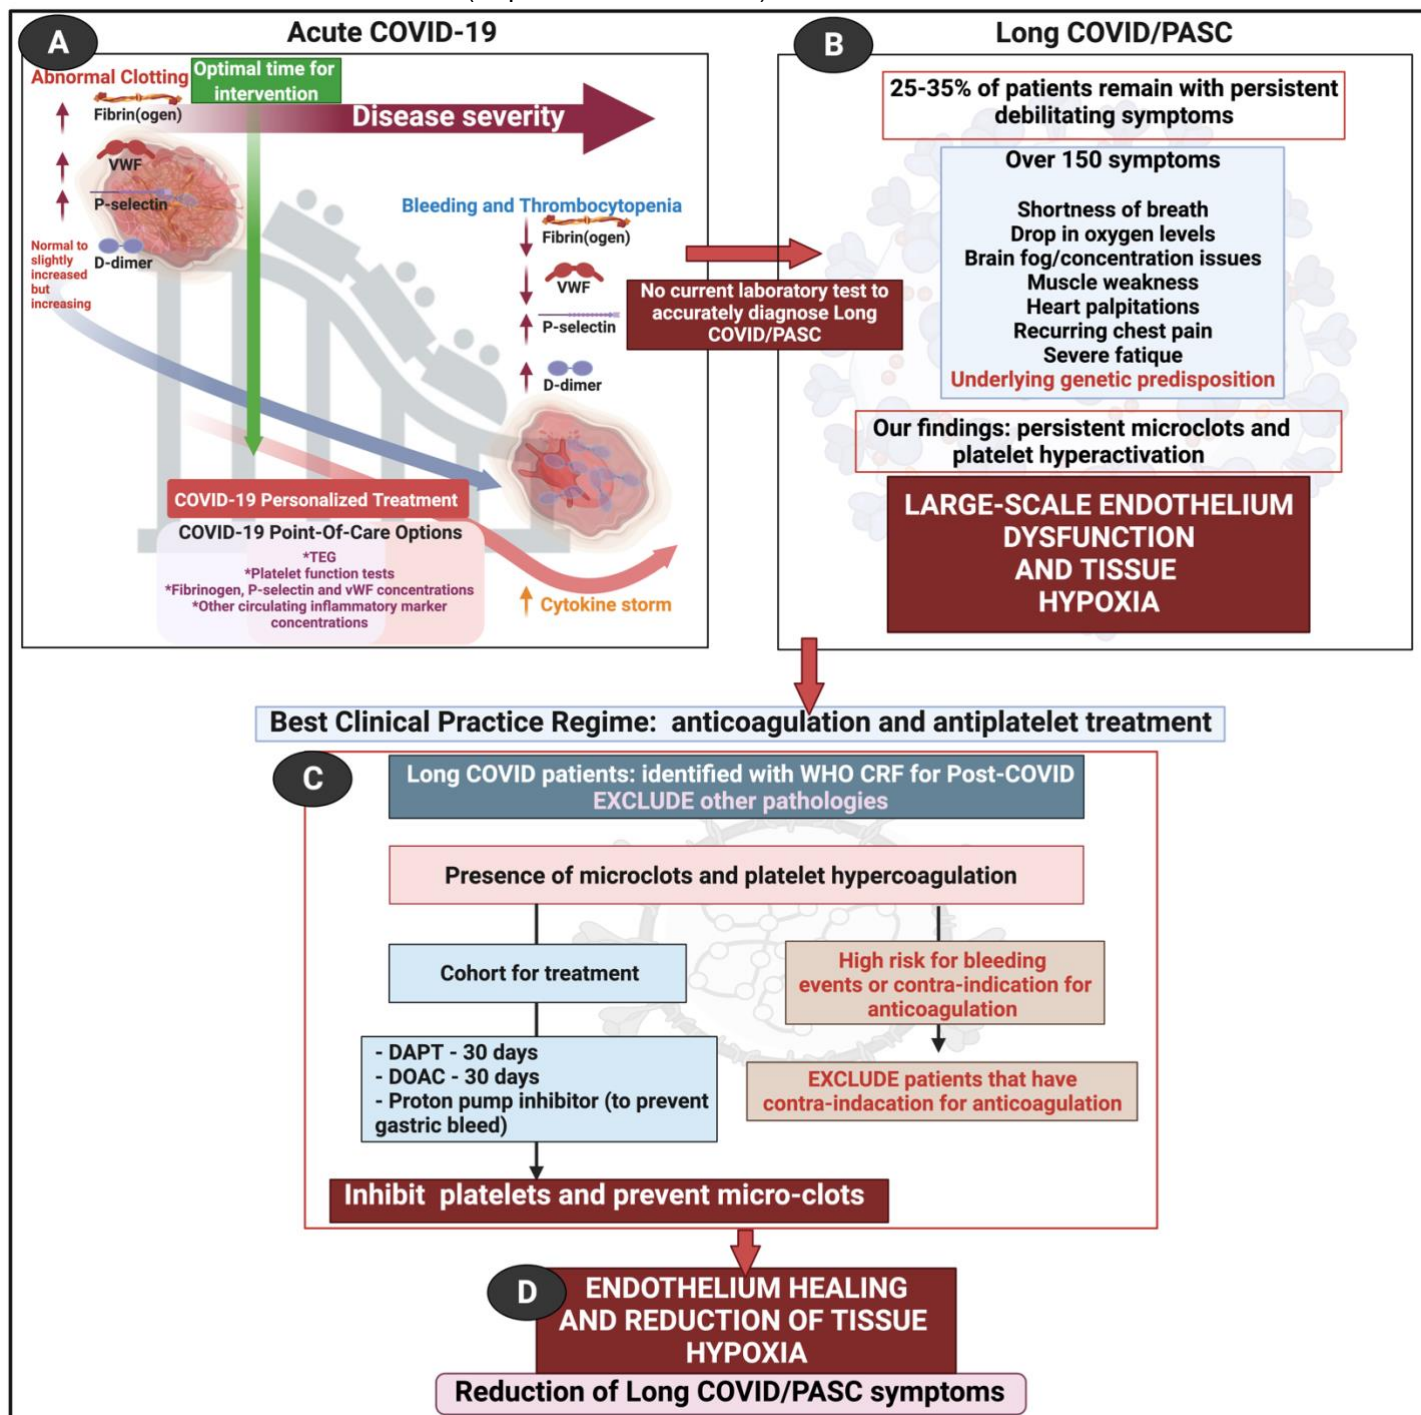 A
Acute COVID-19
Abnormal Clotting
Optimal time for
intervention
Fibrin(ogen)
Disease severity
VWF
P-selectin
Normal to
slightly
increased
but
increasing
D-dimer
Bleeding and Thrombocytopenia
Fibrin(ogen)
VWF
P-selectin
D-dimer
COVID-19 Personalized Treatment
COVID-19 Point-Of-Care Options
*TEG
*Platelet function tests
*Fibrinogen, P-selectin and vWF concentrations
*Other circulating inflammatory marker
concentrations
Cytokine storm
No current laboratory test to
accurately diagnose Long
COVID/PASC
B
Long COVID/PASC
25-35% of patients remain with persistent
debilitating symptoms
Over 150 symptoms
Shortness of breath
Drop in oxygen levels
Brain fog/concentration issues
Muscle weakness
Heart palpitations
Recurring chest pain
Severe fatique
Underlying genetic predisposition
Our findings: persistent microclots and
platelet hyperactivation
LARGE-SCALE ENDOTHELIUM
DYSFUNCTION
AND TISSUE
HYPOXIA
Best Clinical Practice Regime: anticoagulation and antiplatelet treatment
C
Long COVID patients: identified with WHO CRF for Post-COVID
EXCLUDE other pathologies
Presence of microclots and platelet hypercoagulation
Cohort for treatment
- DAPT - 30 days
- DOAC - 30 days
- Proton pump inhibitor (to prevent
gastric bleed)
High risk for bleeding
events or contra-indication for
anticoagulation
EXCLUDE patients that have
contra-indacation for anticoagulation
Inhibit platelets and prevent micro-clots
D
ENDOTHELIUM HEALING
AND REDUCTION OF TISSUE
HYPOXIA
Reduction of Long COVID/PASC symptoms